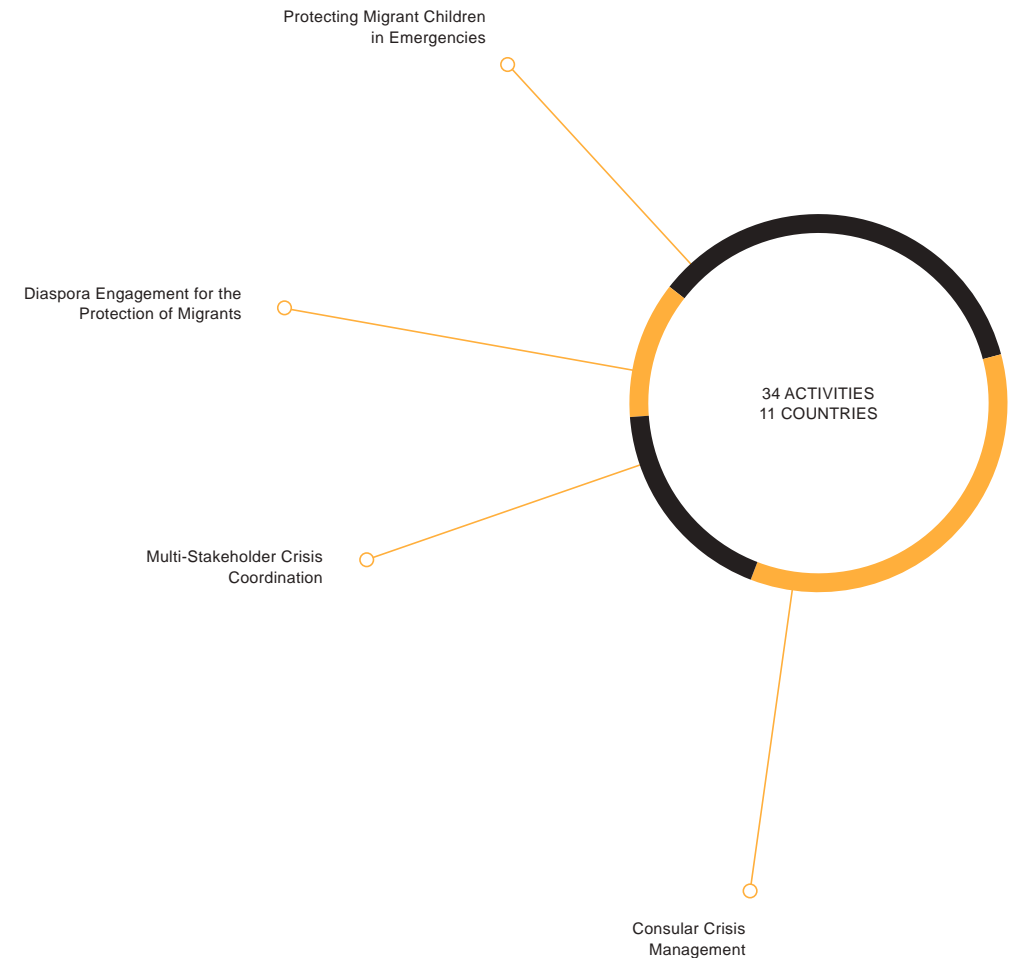 Protecting Migrant Children
in Emergencies
Diaspora Engagement for the
Protection of Migrants
34 ACTIVITIES
11 COUNTRIES
Multi-Stakeholder Crisis
Coordination
Consular Crisis
Management